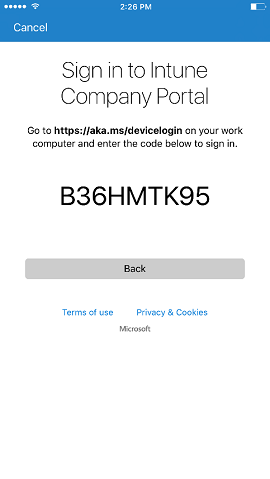 2:26 PM
Cancel
Sign in to Intune
Company Portal
Go to https://aka.ms/devicelogin on your work
computer and enter the code below to sign in.
B36HMTK95
Back
Terms of use Privacy & Cookies
Microsoft